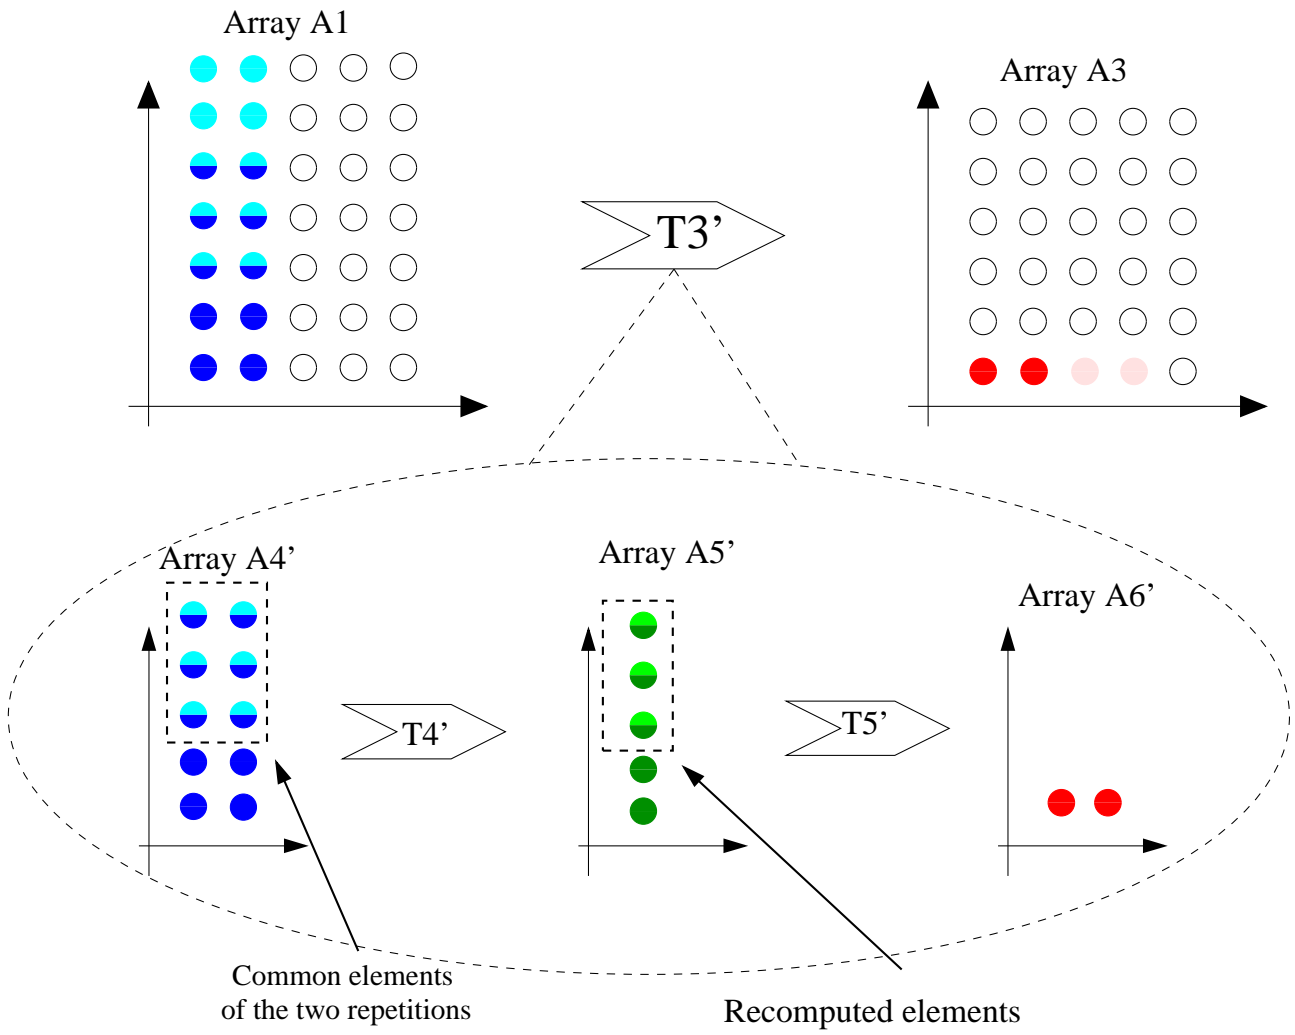 Array A1
Array A3
T3’
Array A4’
Array A5’
Array A6’
T4’
T5’
Common elements
of the two repetitions
Recomputed elements